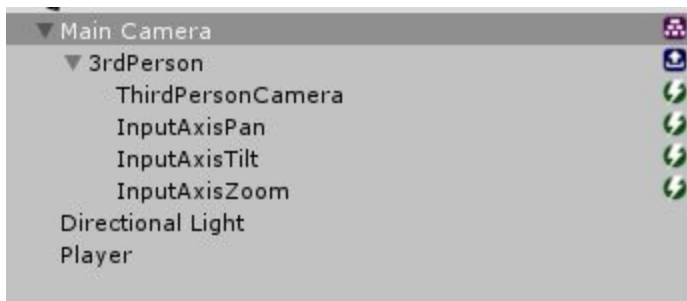 Main Camera
3rdPerson
ThirdPersonCamera
InputAxisPan
InputAxisTilt
InputAxisZoom
Directional Light
Player